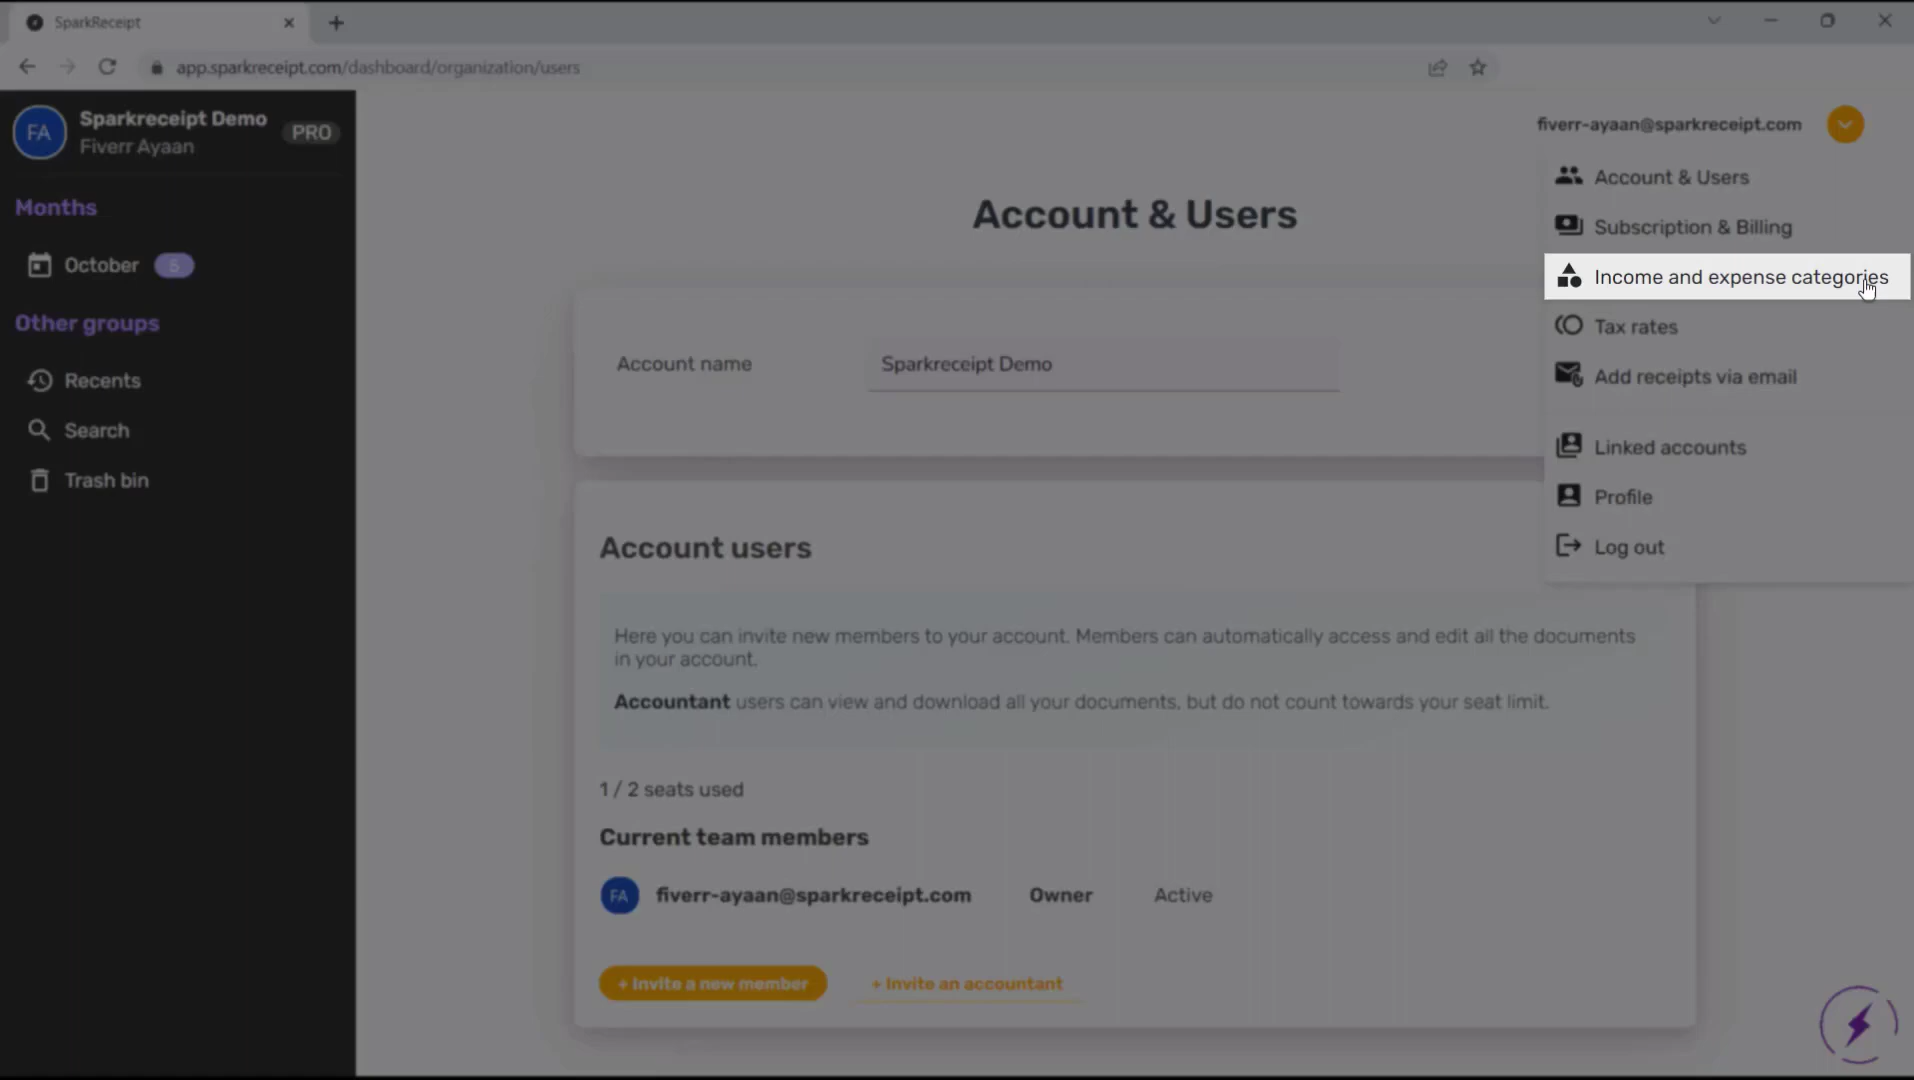 SparkReceipt
app.sparkreceipt.com/dashboard/organization/users
FA
Sparkreceipt Demo
Fiverr Ayaan
PRO
Months
October 5
Other groups
Recents
Search
Trash bin
fiverr-ayaan@sparkreceipt.com
Account & Users
Subscription & Billing
Income and expense categories
Tax rates
Add receipts via email
Linked accounts
Profile
Log out
Account & Users
Account name
Sparkreceipt Demo
Account users
Here you can invite new members to your account. Members can automatically access and edit all the documents
in your account.
Accountant users can view and download all your documents, but do not count towards your seat limit.
1 / 2 seats used
Current team members
FA fiverr-ayaan@sparkreceipt.com Owner Active
+ Invite a new member
+ Invite an accountant